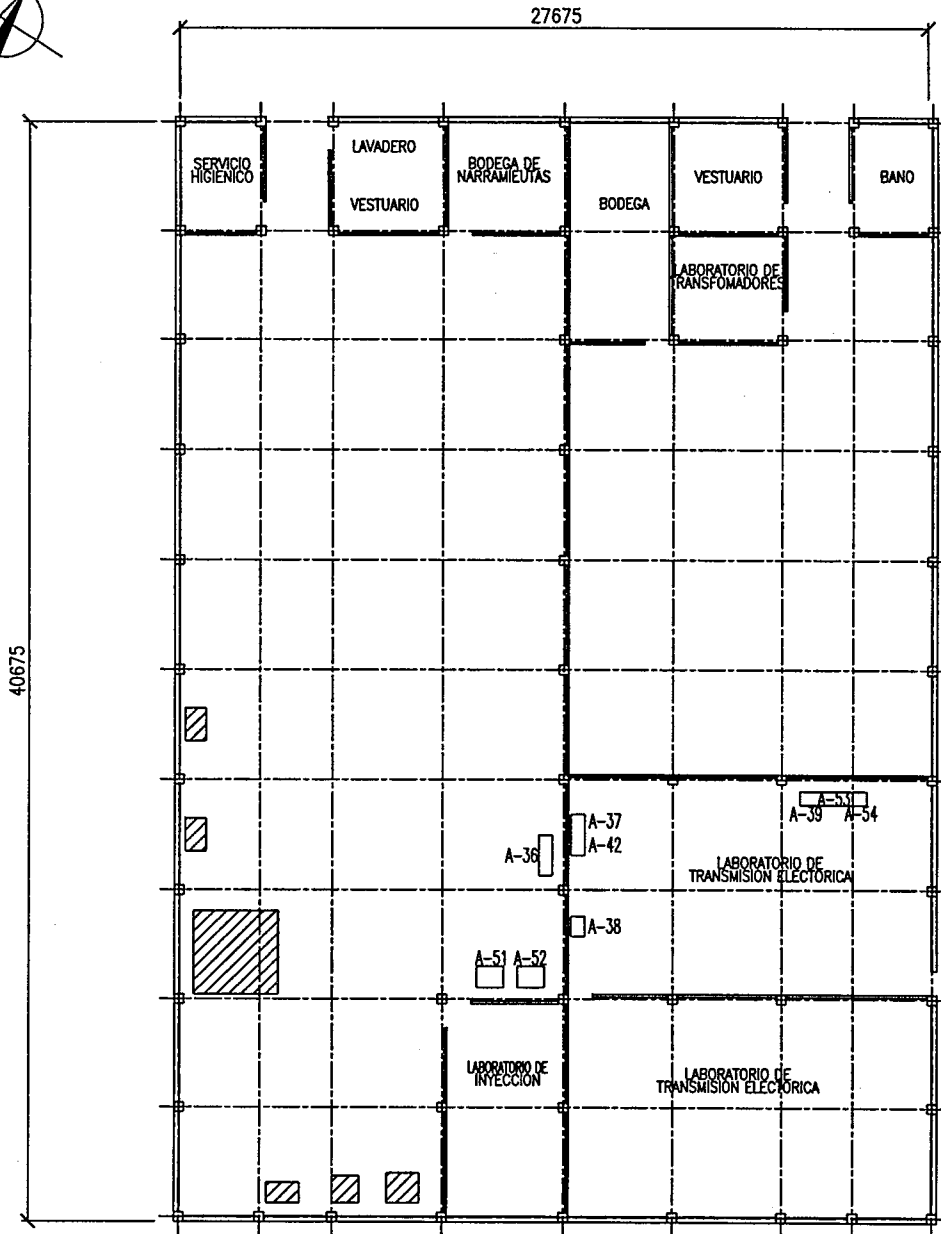 27675
SERVICIO
HIGIENICO
LAVADERO
VESTUARIO
BODEGA DE
NARRAMIEUTAS
BODEGA
VESTUARIO
BANO
LABORATORIO DE
TRANSFOMADORES
40675
A-53
A-39 A-54
A-37
A-36
A-42
LABORATORIO DE
TRANSMISION ELECTORICA
A-38
A-51 A-52
LABORATORIO DE
INYECCION
LABORATORIO DE
TRANSMISION ELECTORICA